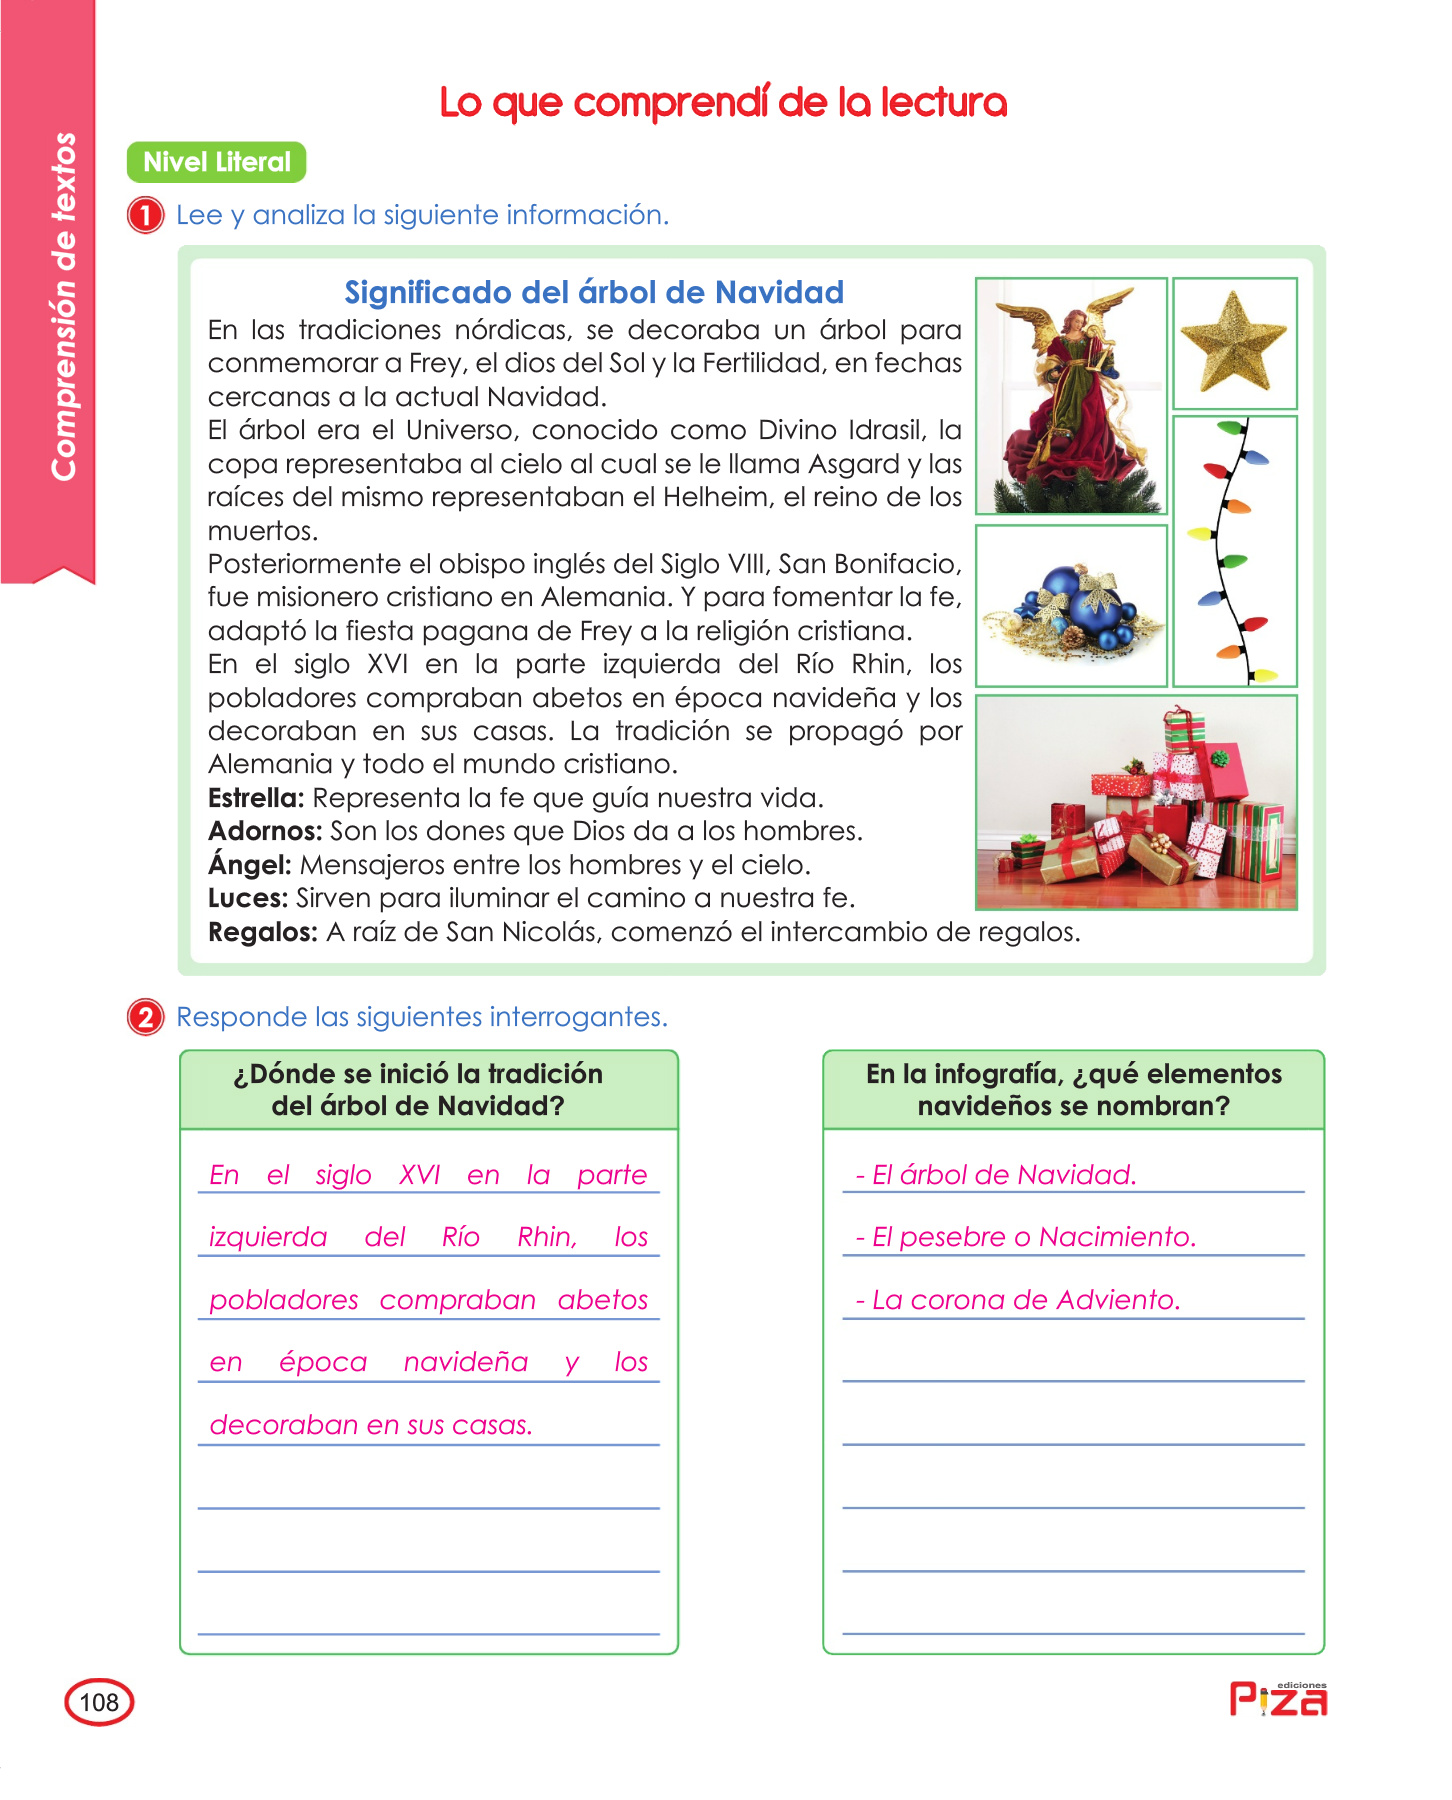 Comprensión de textos
Lo que comprendí de la lectura
Nivel Literal
1 Lee y analiza la siguiente información.
Significado del árbol de Navidad
En las tradiciones nórdicas, se decoraba un árbol para
conmemorar a Frey, el dios del Sol y la Fertilidad, en fechas
cercanas a la actual Navidad.
El árbol era el Universo, conocido como Divino Idrasil, la
copa representaba al cielo al cual se le llama Asgard y las
raíces del mismo representaban el Helheim, el reino de los
muertos.
Posteriormente el obispo inglés del Siglo VIII, San Bonifacio,
fue misionero cristiano en Alemania. Y para fomentar la fe,
adaptó la fiesta pagana de Frey a la religión cristiana.
En el siglo XVI en la parte izquierda del Río Rhin, los
pobladores compraban abetos en época navideña y los
decoraban en sus casas. La tradición se propagó por
Alemania y todo el mundo cristiano.
Estrella: Representa la fe que guía nuestra vida.
Adornos: Son los dones que Dios da a los hombres.
Ángel: Mensajeros entre los hombres y el cielo.
Luces: Sirven para iluminar el camino a nuestra fe.
Regalos: A raíz de San Nicolás, comenzó el intercambio de regalos.
2 Responde las siguientes interrogantes.
¿Dónde se inició la tradición
del árbol de Navidad?
En el siglo XVI en la parte
izquierda del Río Rhin, los
pobladores compraban abetos
en época navideña y los
decoraban en sus casas.
En la infografía, ¿qué elementos
navideños se nombran?
- El árbol de Navidad.
- El pesebre o Nacimiento.
- La corona de Adviento.
108
ediciones
Piza